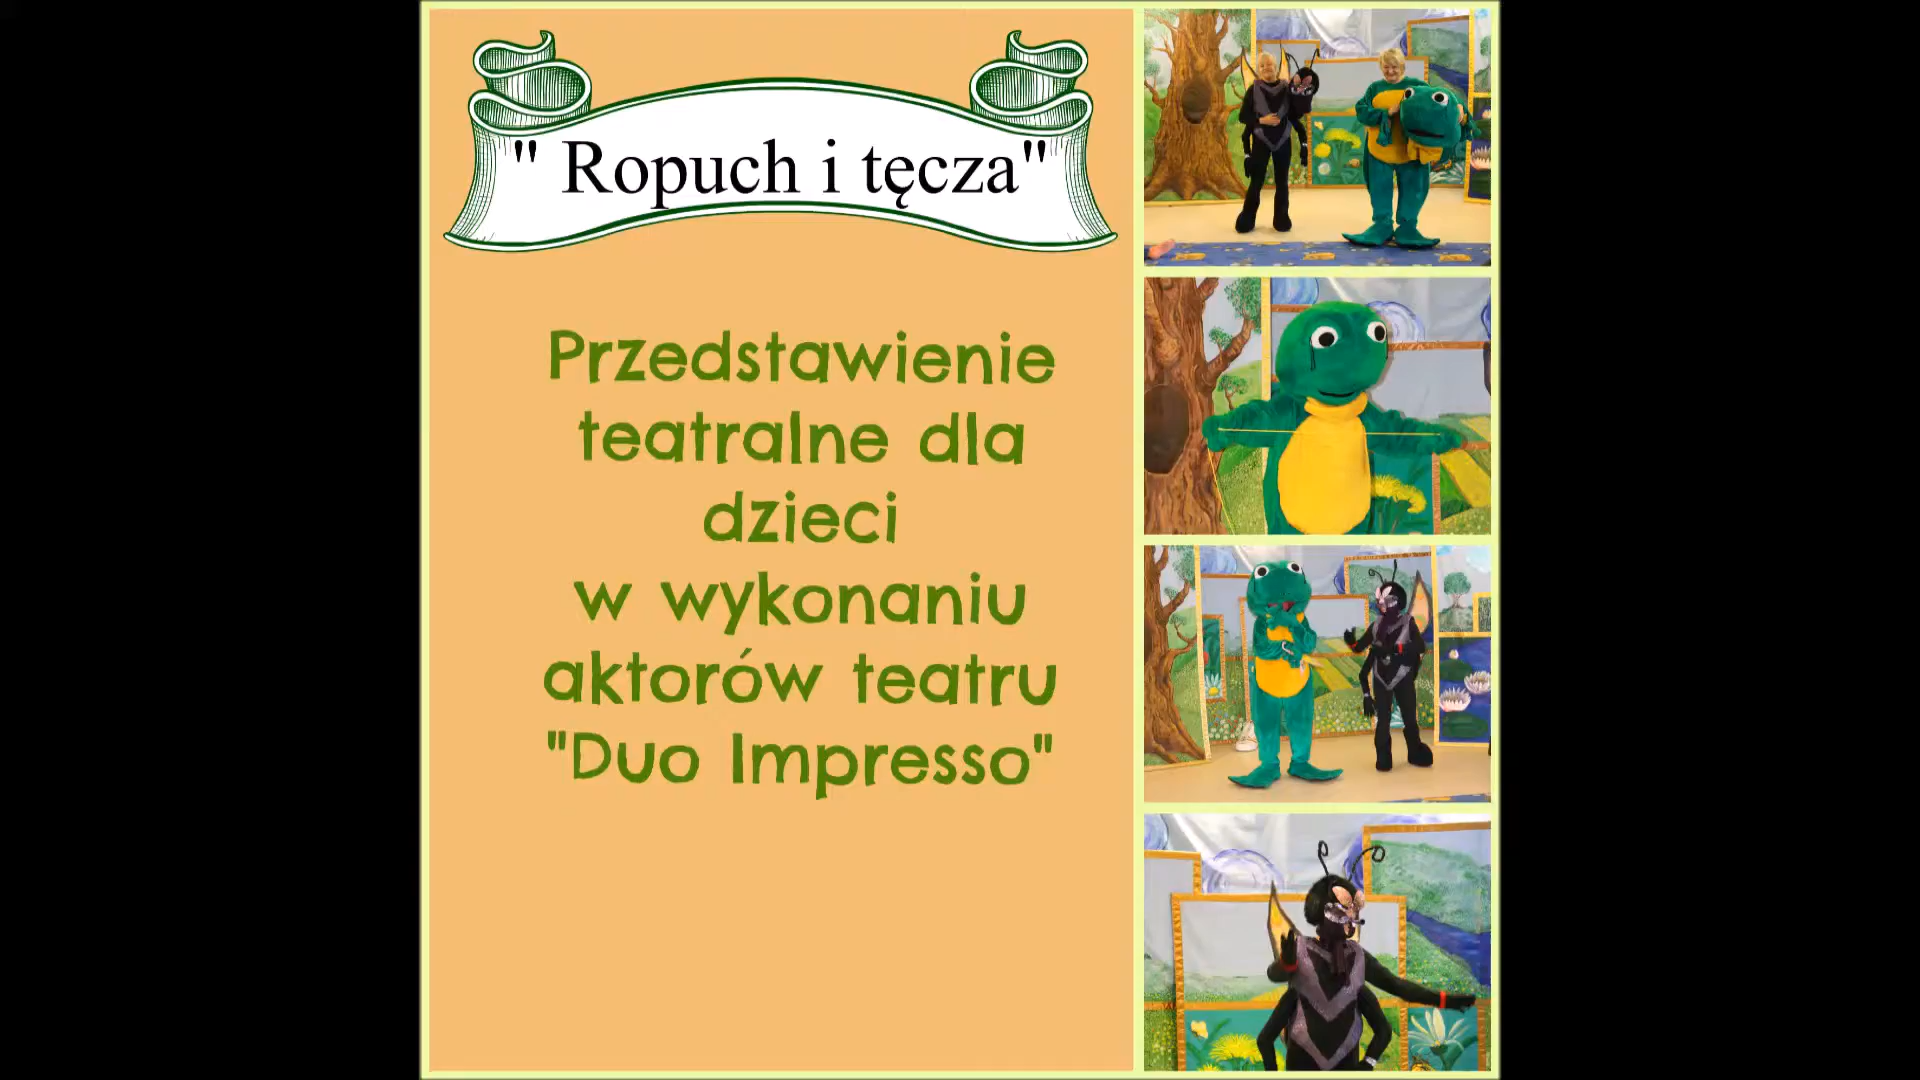 " Ropuch i tęcza"
Przedstawienie
teatralne dla
dzieci
w wykonaniu
aktorów teatru
"Duo Impresso"